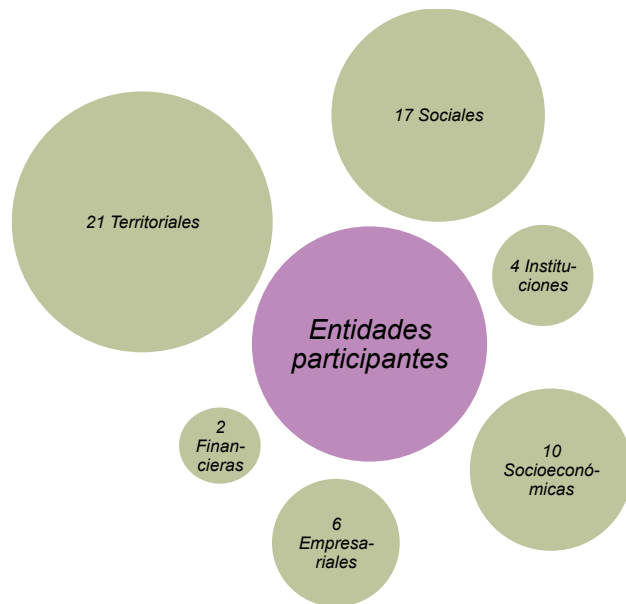 17 Sociales
21 Territoriales
4 Institu-
ciones
Entidades
participantes
2
Finan-
cieras
10
Socioeconó-
micas
6
Empresa-
riales